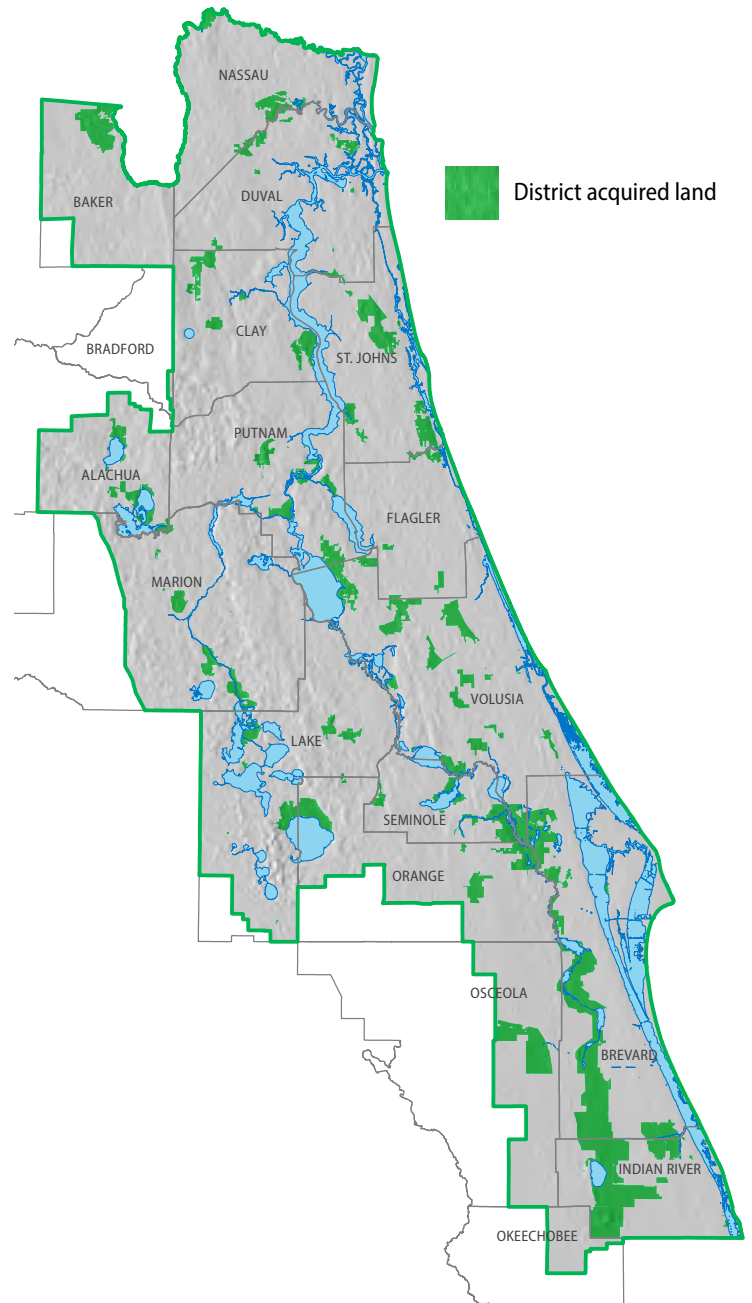 NASSAU
BAKER
DUVAL
District acquired land
CLAY
BRADFORD
ST. JOHNS
PUTNAM
ALACHUA
FLAGLER
MARION
VOLUSIA
LAKE
SEMINOLE
ORANGE
OSCEOLA
BREVARD
INDIAN RIVER
OKEECHOBEE